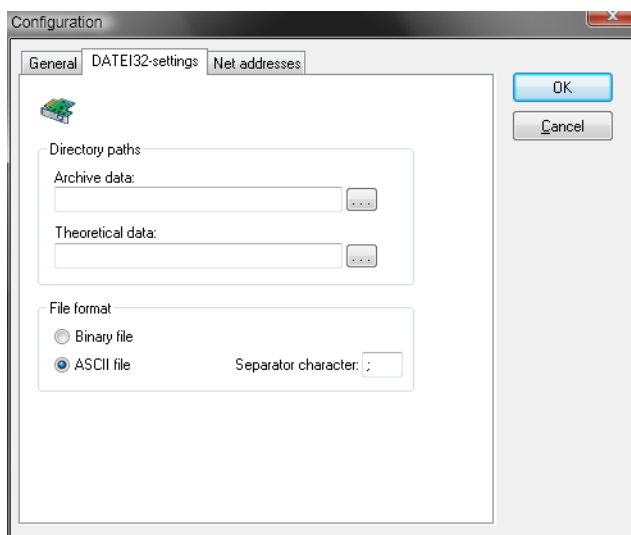 Configuration
x
General DATEI32-settings Net addresses
OK
Cancel
Directory paths
Archive data:
...
Theoretical data:
...
File format
Binary file
ASCII file Separator character: ;